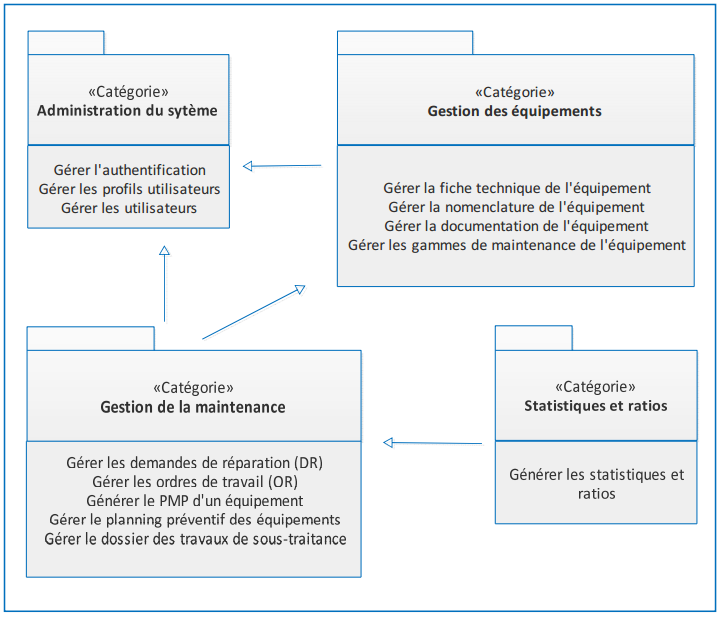 «Catégorie»
Administration du sytème
Gérer l'authentification
Gérer les profils utilisateurs
Gérer les utilisateurs
«Catégorie»
Gestion des équipements
Gérer la fiche technique de l'équipement
Gérer la nomenclature de l'équipement
Gérer la documentation de l'équipement
Gérer les gammes de maintenance de l'équipement
«Catégorie»
Gestion de la maintenance
Gérer les demandes de réparation (DR)
Gérer les ordres de travail (OR)
Générer le PMP d'un équipement
Gérer le planning préventif des équipements
Gérer le dossier des travaux de sous-traitance
«Catégorie»
Statistiques et ratios
Générer les statistiques et
ratios